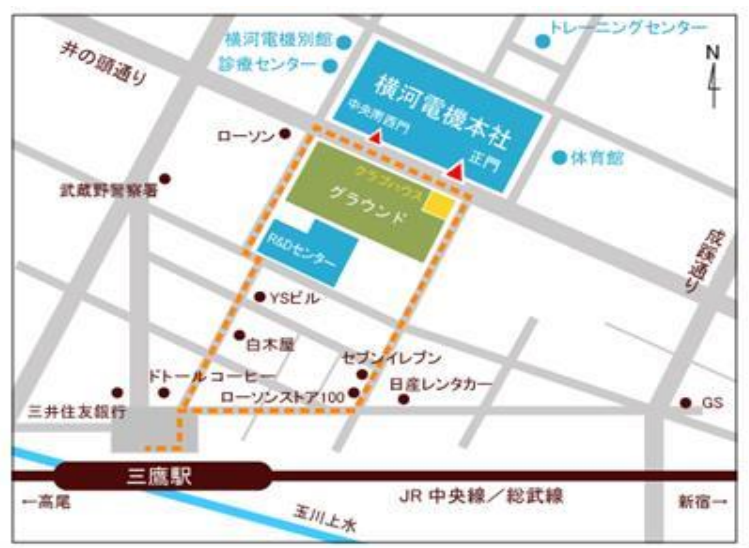 トレーニングセンター
横河電機別館
診療センター
井の頭通り
N
横河電機本社
中央南西門
正門
ローソン
体育館
武蔵野警察署
クラブハウス
グラウンド
R&Dセンター
成蹊通り
YSビル
白木屋
セブンイレブン
ドトールコーヒー
日産レンタカー
ローソンストア100
三井住友銀行
GS
三鷹駅
←高尾
JR 中央線／総武線
新宿→
玉川上水